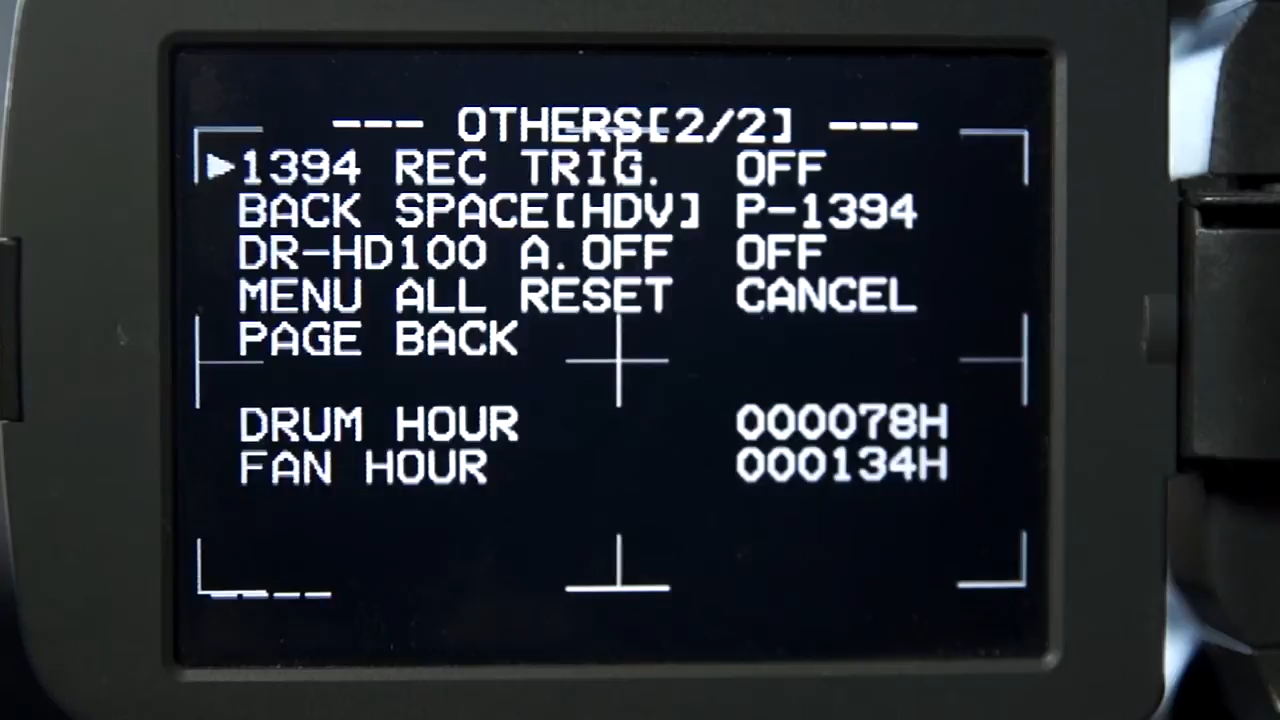 --- OTHERS[2/2] ---
▶1394 REC TRIG. OFF
BACK SPACE[HDV] P-1394
DR-HD100 A.OFF OFF
MENU ALL RESET CANCEL
PAGE BACK
DRUM HOUR 000078H
FAN HOUR 000134H